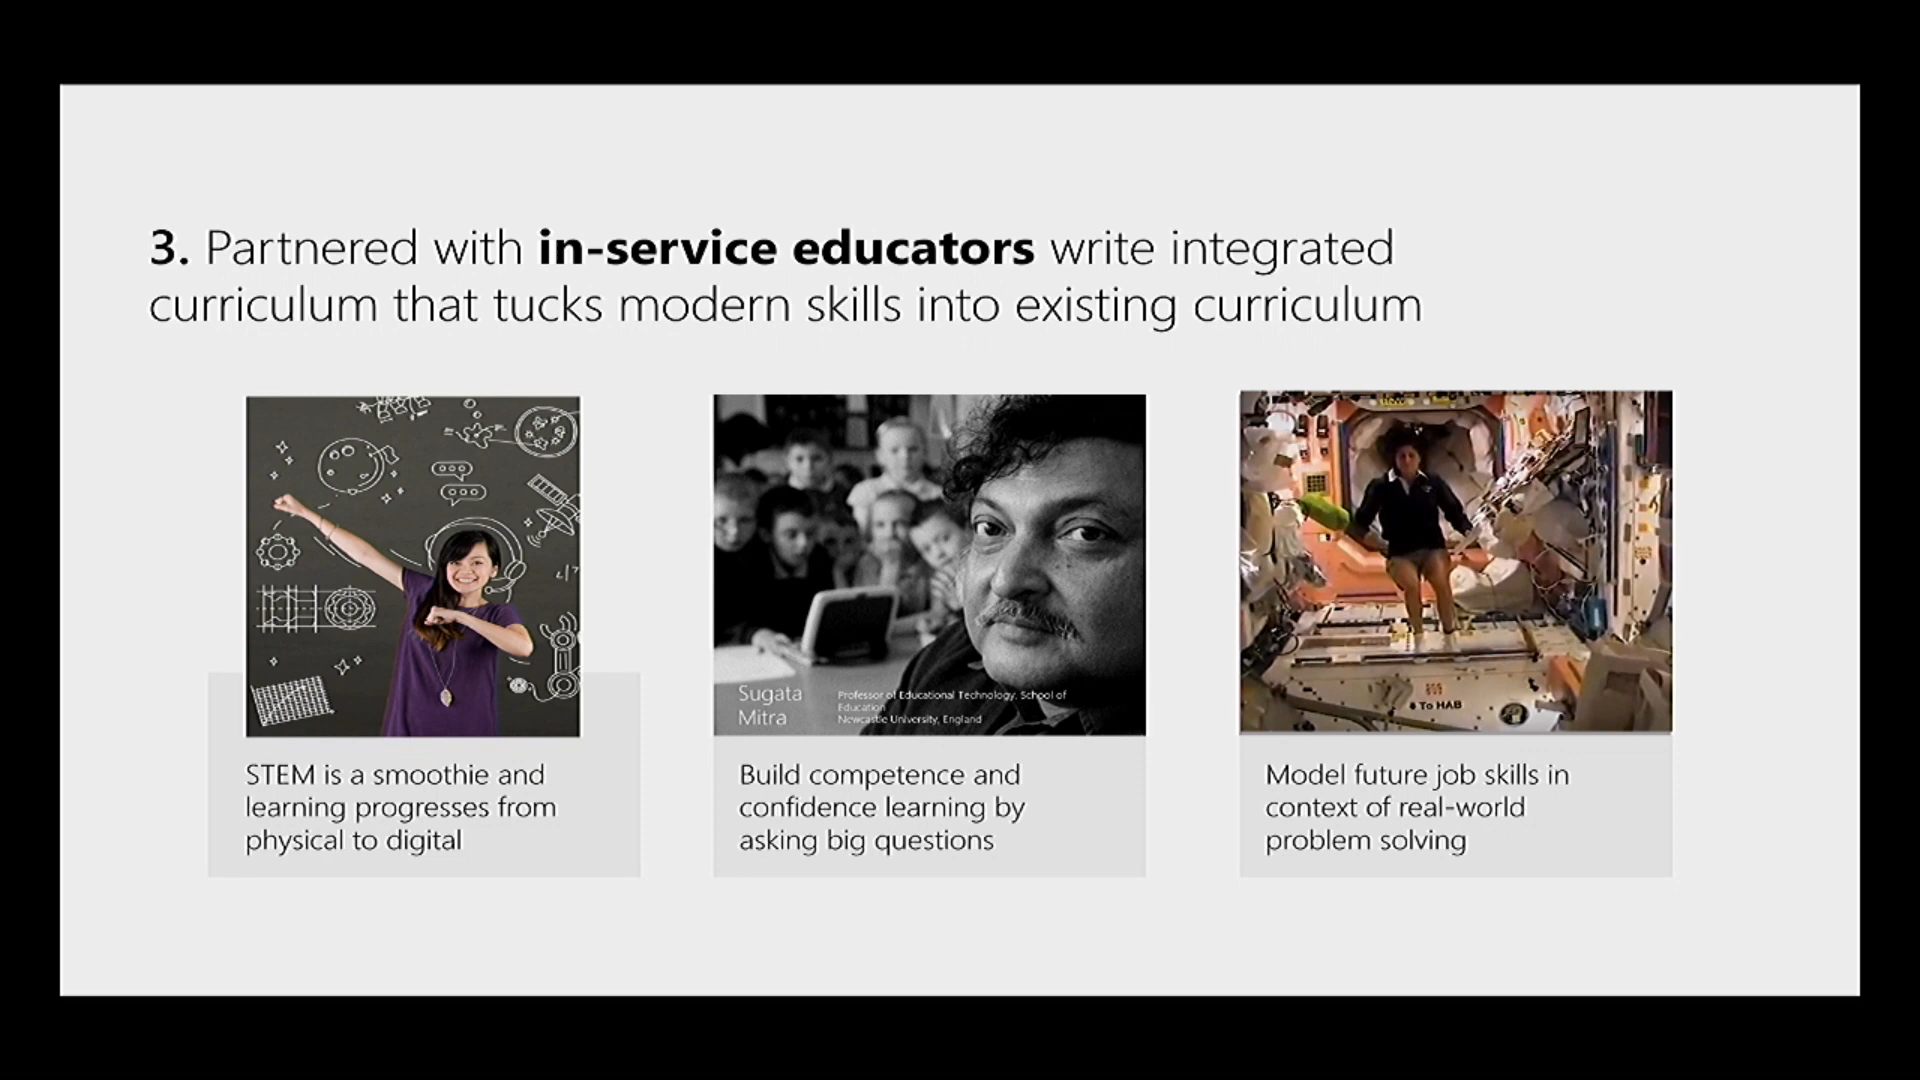 3. Partnered with in-service educators write integrated
curriculum that tucks modern skills into existing curriculum
Sugata
Mitra
Professor of Educational Technology, School of
Education
Newcastle University, England
6 To HAB
STEM is a smoothie and
learning progresses from
physical to digital
Build competence and
confidence learning by
asking big questions
Model future job skills in
context of real-world
problem solving